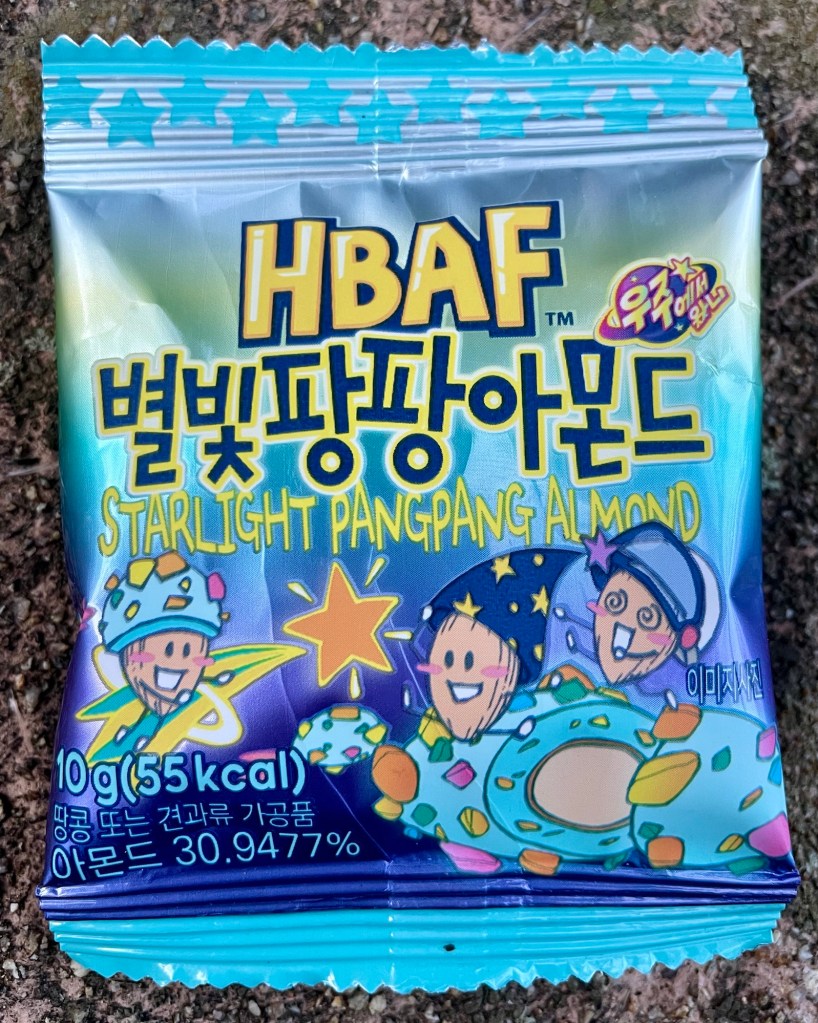 HBAF™
우주에서
왔니
별빛팡팡아몬드
STARLIGHT PANGPANG ALMOND
이미지사진
10g(55kcal)
땅콩 또는 견과류 가공품
아몬드 30.9477%